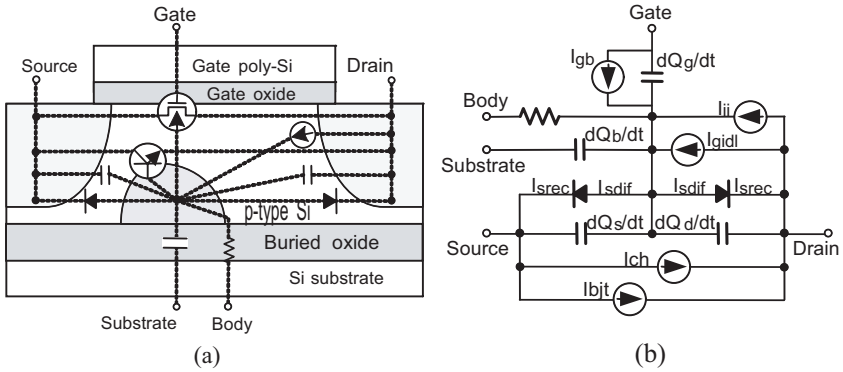 Gate
Source
Gate poly-Si
Drain
Gate oxide
p-type Si
Buried oxide
Si substrate
Substrate
Body
(a)
Gate
Igb
dQg/dt
Body
Iii
dQb/dt
Substrate
Igidl
Isrec
Isdif
Isdif
Isrec
Source
dQs/dt
dQd/dt
Drain
Ich
Ibjt
(b)